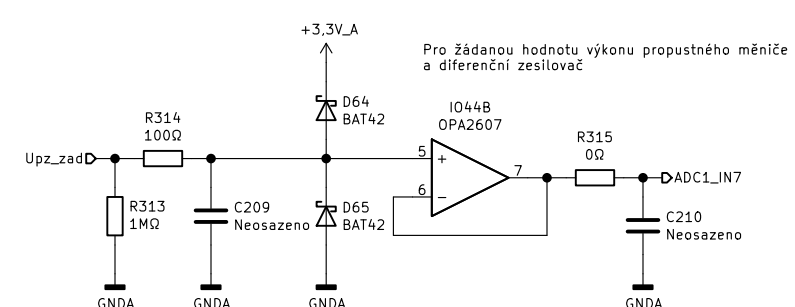 +3,3V_A
Pro žádanou hodnotu výkonu propustného měniče
a diferenční zesilovač
D64
BAT42
IO44B
OPA2607
R314
100Ω
R315
0Ω
Upz_zad
5
+
7
6
−
ADC1_IN7
R313
1MΩ
C209
Neosazeno
D65
BAT42
C210
Neosazeno
GNDA
GNDA
GNDA
GNDA